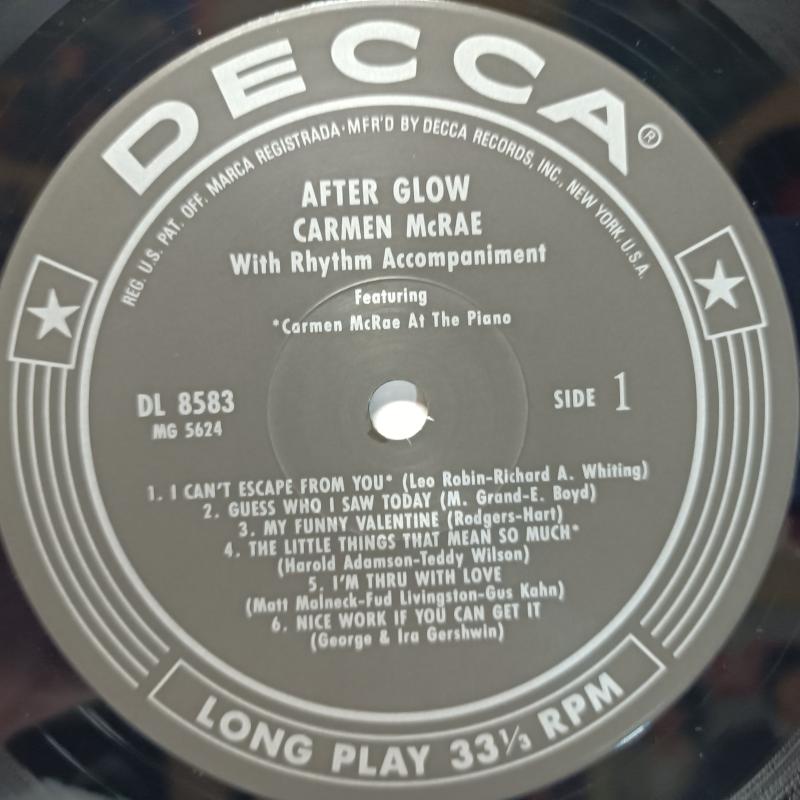 DECCA®
REG. U.S. PAT. OFF. MARCA REGISTRADA·MFR'D BY DECCA RECORDS, INC., NEW YORK, U.S.A.
AFTER GLOW
CARMEN McRAE
With Rhythm Accompaniment
Featuring
*Carmen McRae At The Piano
DL 8583
MG 5624
SIDE 1
1. I CAN'T ESCAPE FROM YOU* (Leo Robin-Richard A. Whiting)
2. GUESS WHO I SAW TODAY (M. Grand-E. Boyd)
3. MY FUNNY VALENTINE (Rodgers-Hart)
4. THE LITTLE THINGS THAT MEAN SO MUCH*
(Harold Adamson-Teddy Wilson)
5. I'M THRU WITH LOVE
(Matt Malneck-Fud Livingston-Gus Kahn)
6. NICE WORK IF YOU CAN GET IT
(George & Ira Gershwin)
LONG PLAY 33⅓ RPM